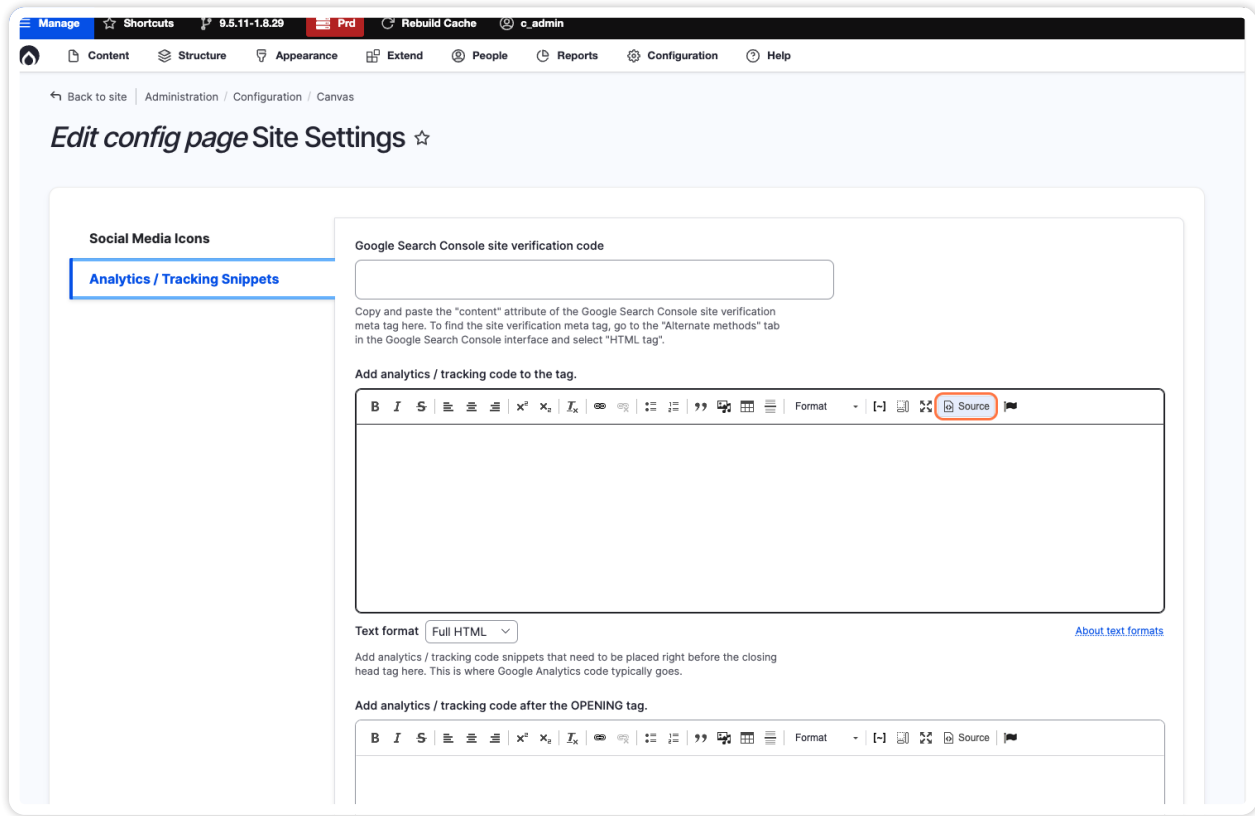 Manage Shortcuts 9.5.11-1.8.29 Prd Rebuild Cache c_admin
Content Structure Appearance Extend People Reports Configuration Help
Back to site Administration / Configuration / Canvas
Edit config page Site Settings
Social Media Icons
Analytics / Tracking Snippets
Google Search Console site verification code
Copy and paste the "content" attribute of the Google Search Console site verification
meta tag here. To find the site verification meta tag, go to the "Alternate methods" tab
in the Google Search Console interface and select "HTML tag".
Add analytics / tracking code to the tag.
B I S x² x₂ Ix Format Source
Text format Full HTML About text formats
Add analytics / tracking code snippets that need to be placed right before the closing
head tag here. This is where Google Analytics code typically goes.
Add analytics / tracking code after the OPENING tag.
B I S x² x₂ Ix Format Source